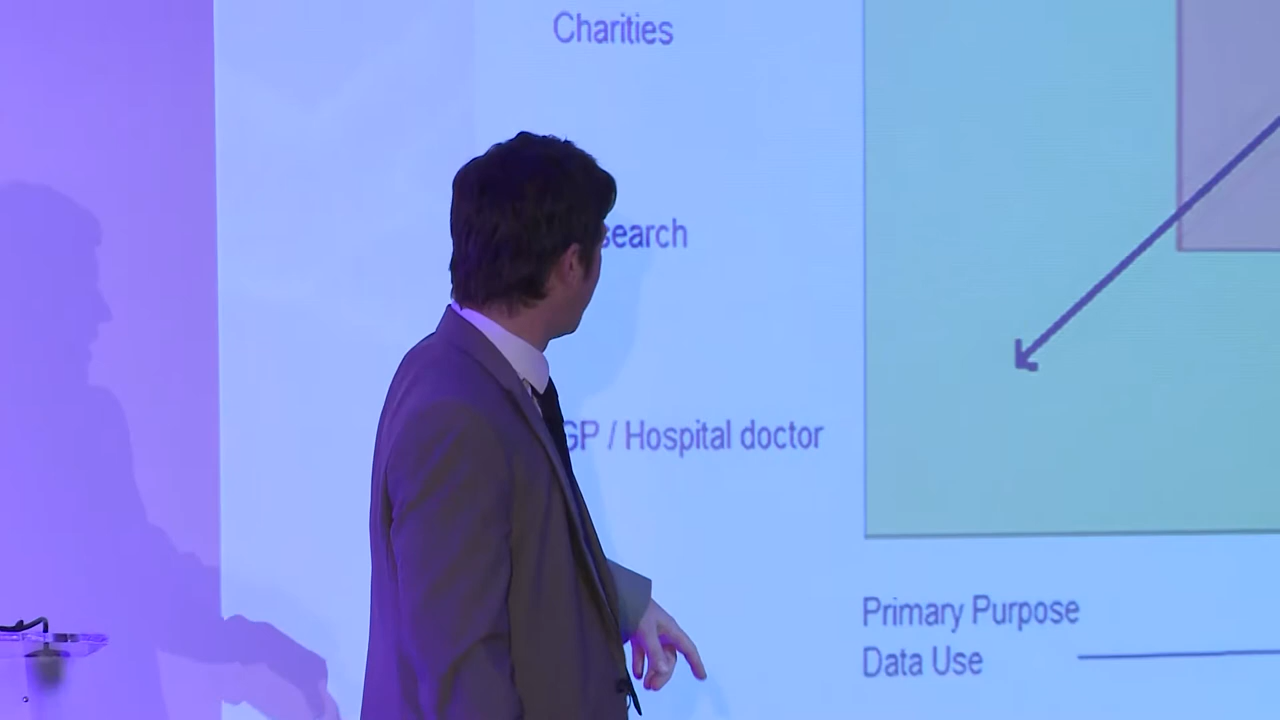 Charities
search
GP / Hospital doctor
Primary Purpose
Data Use